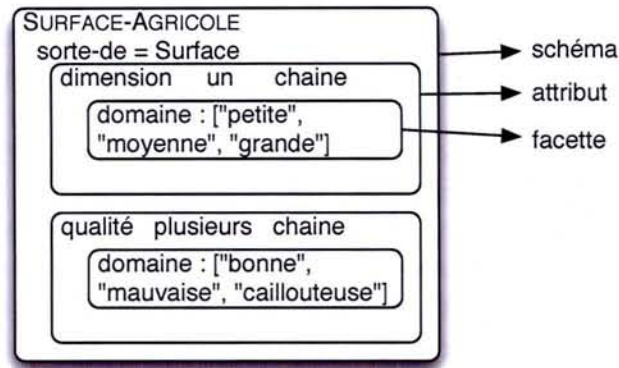 SURFACE-AGRICOLE
sorte-de = Surface
dimension un chaine
domaine : ["petite",
"moyenne", "grande"]
qualité plusieurs chaine
domaine : ["bonne",
"mauvaise", "caillouteuse"]
schéma
attribut
facette